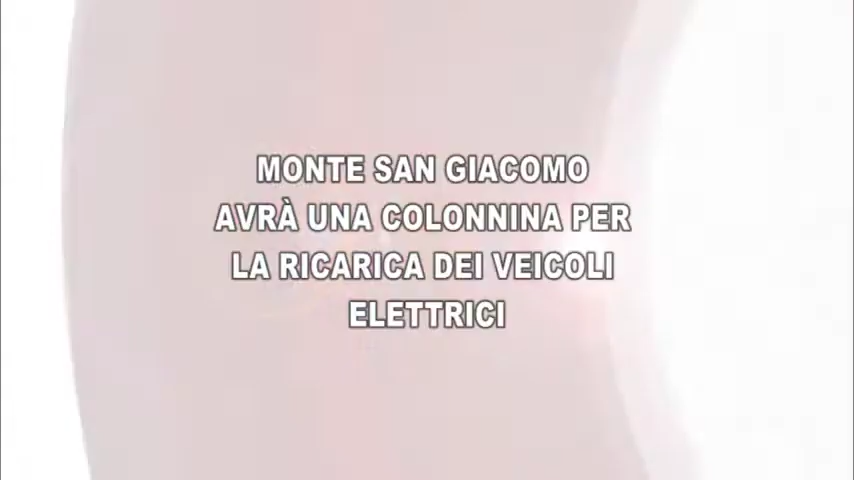 MONTE SAN GIACOMO
AVRÀ UNA COLONNINA PER
LA RICARICA DEI VEICOLI
ELETTRICI